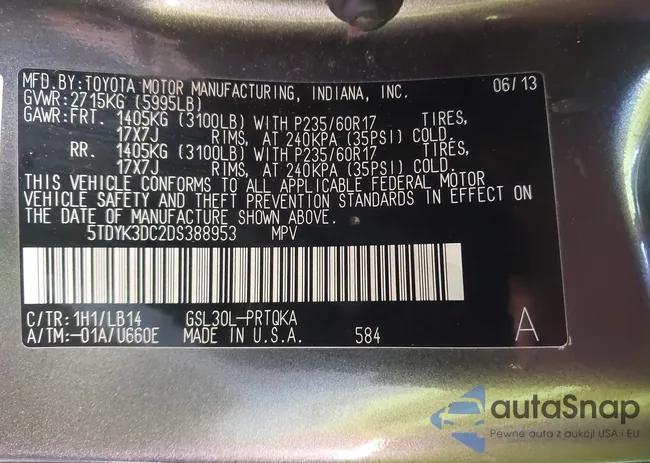 MFD.BY:TOYOTA MOTOR MANUFACTURING, INDIANA, INC. 06/13
GVWR:2715KG (5995LB)
GAWR:FRT. 1405KG (3100LB) WITH P235/60R17 TIRES,
17X7J RIMS, AT 240KPA (35PSI) COLD.
RR. 1405KG (3100LB) WITH P235/60R17 TIRES,
17X7J RIMS, AT 240KPA (35PSI) COLD.
THIS VEHICLE CONFORMS TO ALL APPLICABLE FEDERAL MOTOR
VEHICLE SAFETY AND THEFT PREVENTION STANDARDS IN EFFECT ON
THE DATE OF MANUFACTURE SHOWN ABOVE.
5TDYK3DC2DS388953 MPV
C/TR: 1H1/LB14 GSL30L-PRTQKA
A/TM:-01A/U660E MADE IN U.S.A. 584 A
autaSnap
Pewne auta z aukcji USA i EU